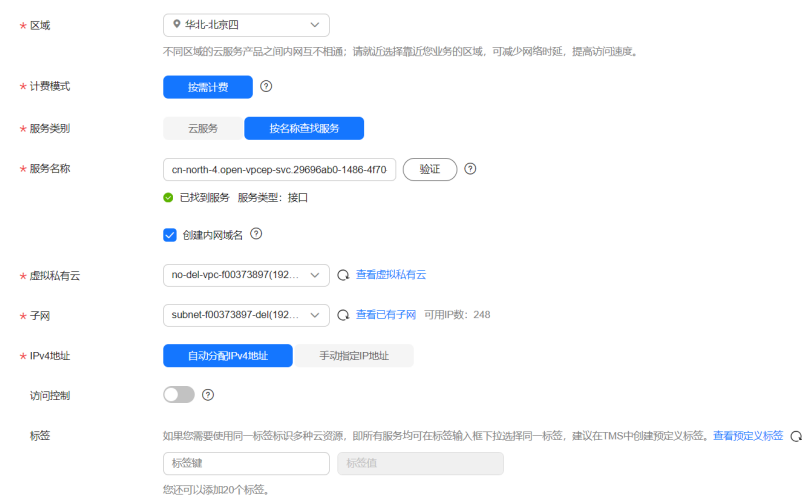 * 区域 华北-北京四
不同区域的云服务产品之间内网互不相通；请就近选择靠近您业务的区域，可减少网络时延，提高访问速度。
* 计费模式 按需计费
* 服务类别 云服务 按名称查找服务
* 服务名称 cn-north-4.open-vpcep-svc.29696ab0-1486-4f70- 验证
已找到服务 服务类型：接口
创建内网域名
* 虚拟私有云 no-del-vpc-f00373897(192... 查看虚拟私有云
* 子网 subnet-f00373897-del(192... 查看已有子网 可用IP数：248
* IPv4地址 自动分配IPv4地址 手动指定IP地址
访问控制
标签 如果您需要使用同一标签标识多种云资源，即所有服务均可在标签输入框下拉选择同一标签，建议在TMS中创建预定义标签。查看预定义标签
标签键 标签值
您还可以添加20个标签。